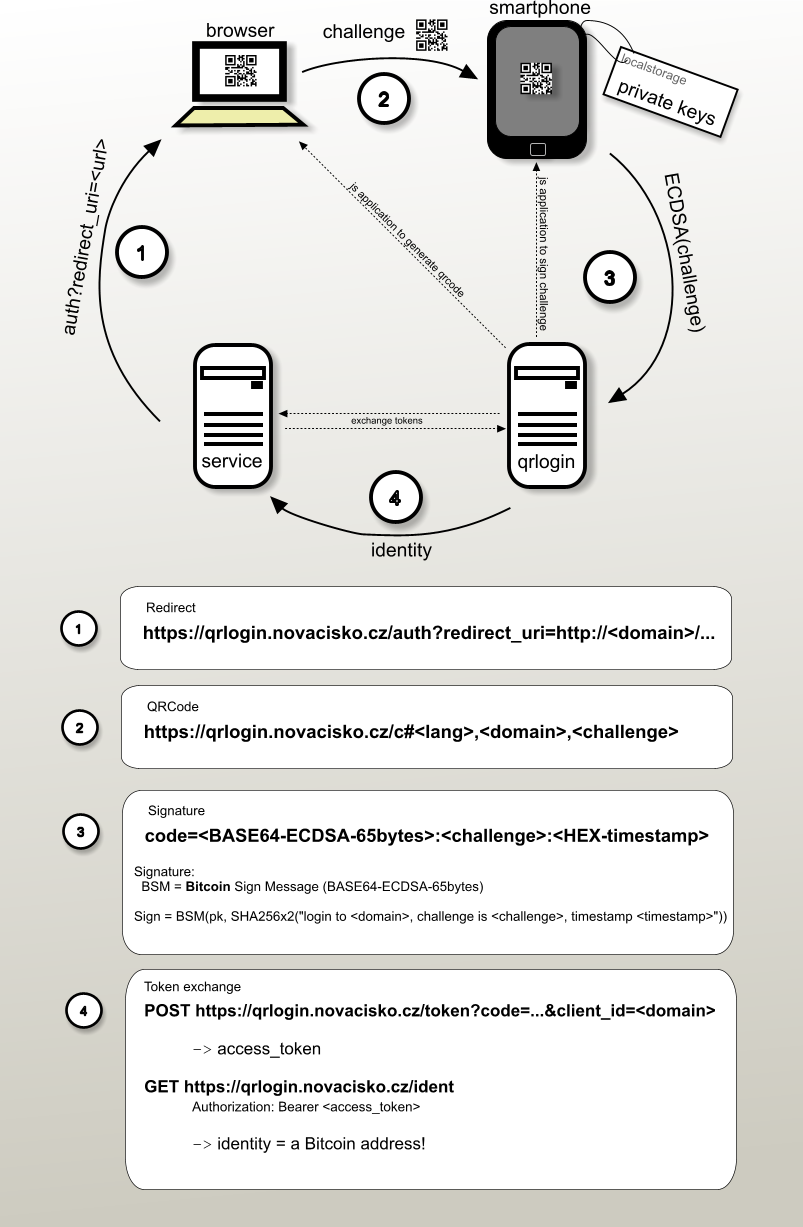 smartphone
browser
challenge
localstorage
private keys
2
auth?redirect_uri=<url>
1
js application to generate qrcode
js application to sign challenge
3
ECDSA(challenge)
exchange tokens
service
qrlogin
4
identity
Redirect
1
https://qrlogin.novacisko.cz/auth?redirect_uri=http://<domain>/...
QRCode
2
https://qrlogin.novacisko.cz/c#<lang>,<domain>,<challenge>
Signature
3
code=<BASE64-ECDSA-65bytes>:<challenge>:<HEX-timestamp>
Signature:
BSM = Bitcoin Sign Message (BASE64-ECDSA-65bytes)
Sign = BSM(pk, SHA256x2("login to <domain>, challenge is <challenge>, timestamp <timestamp>"))
Token exchange
4
POST https://qrlogin.novacisko.cz/token?code=...&client_id=<domain>
–> access_token
GET https://qrlogin.novacisko.cz/ident
Authorization: Bearer <access_token>
–> identity = a Bitcoin address!